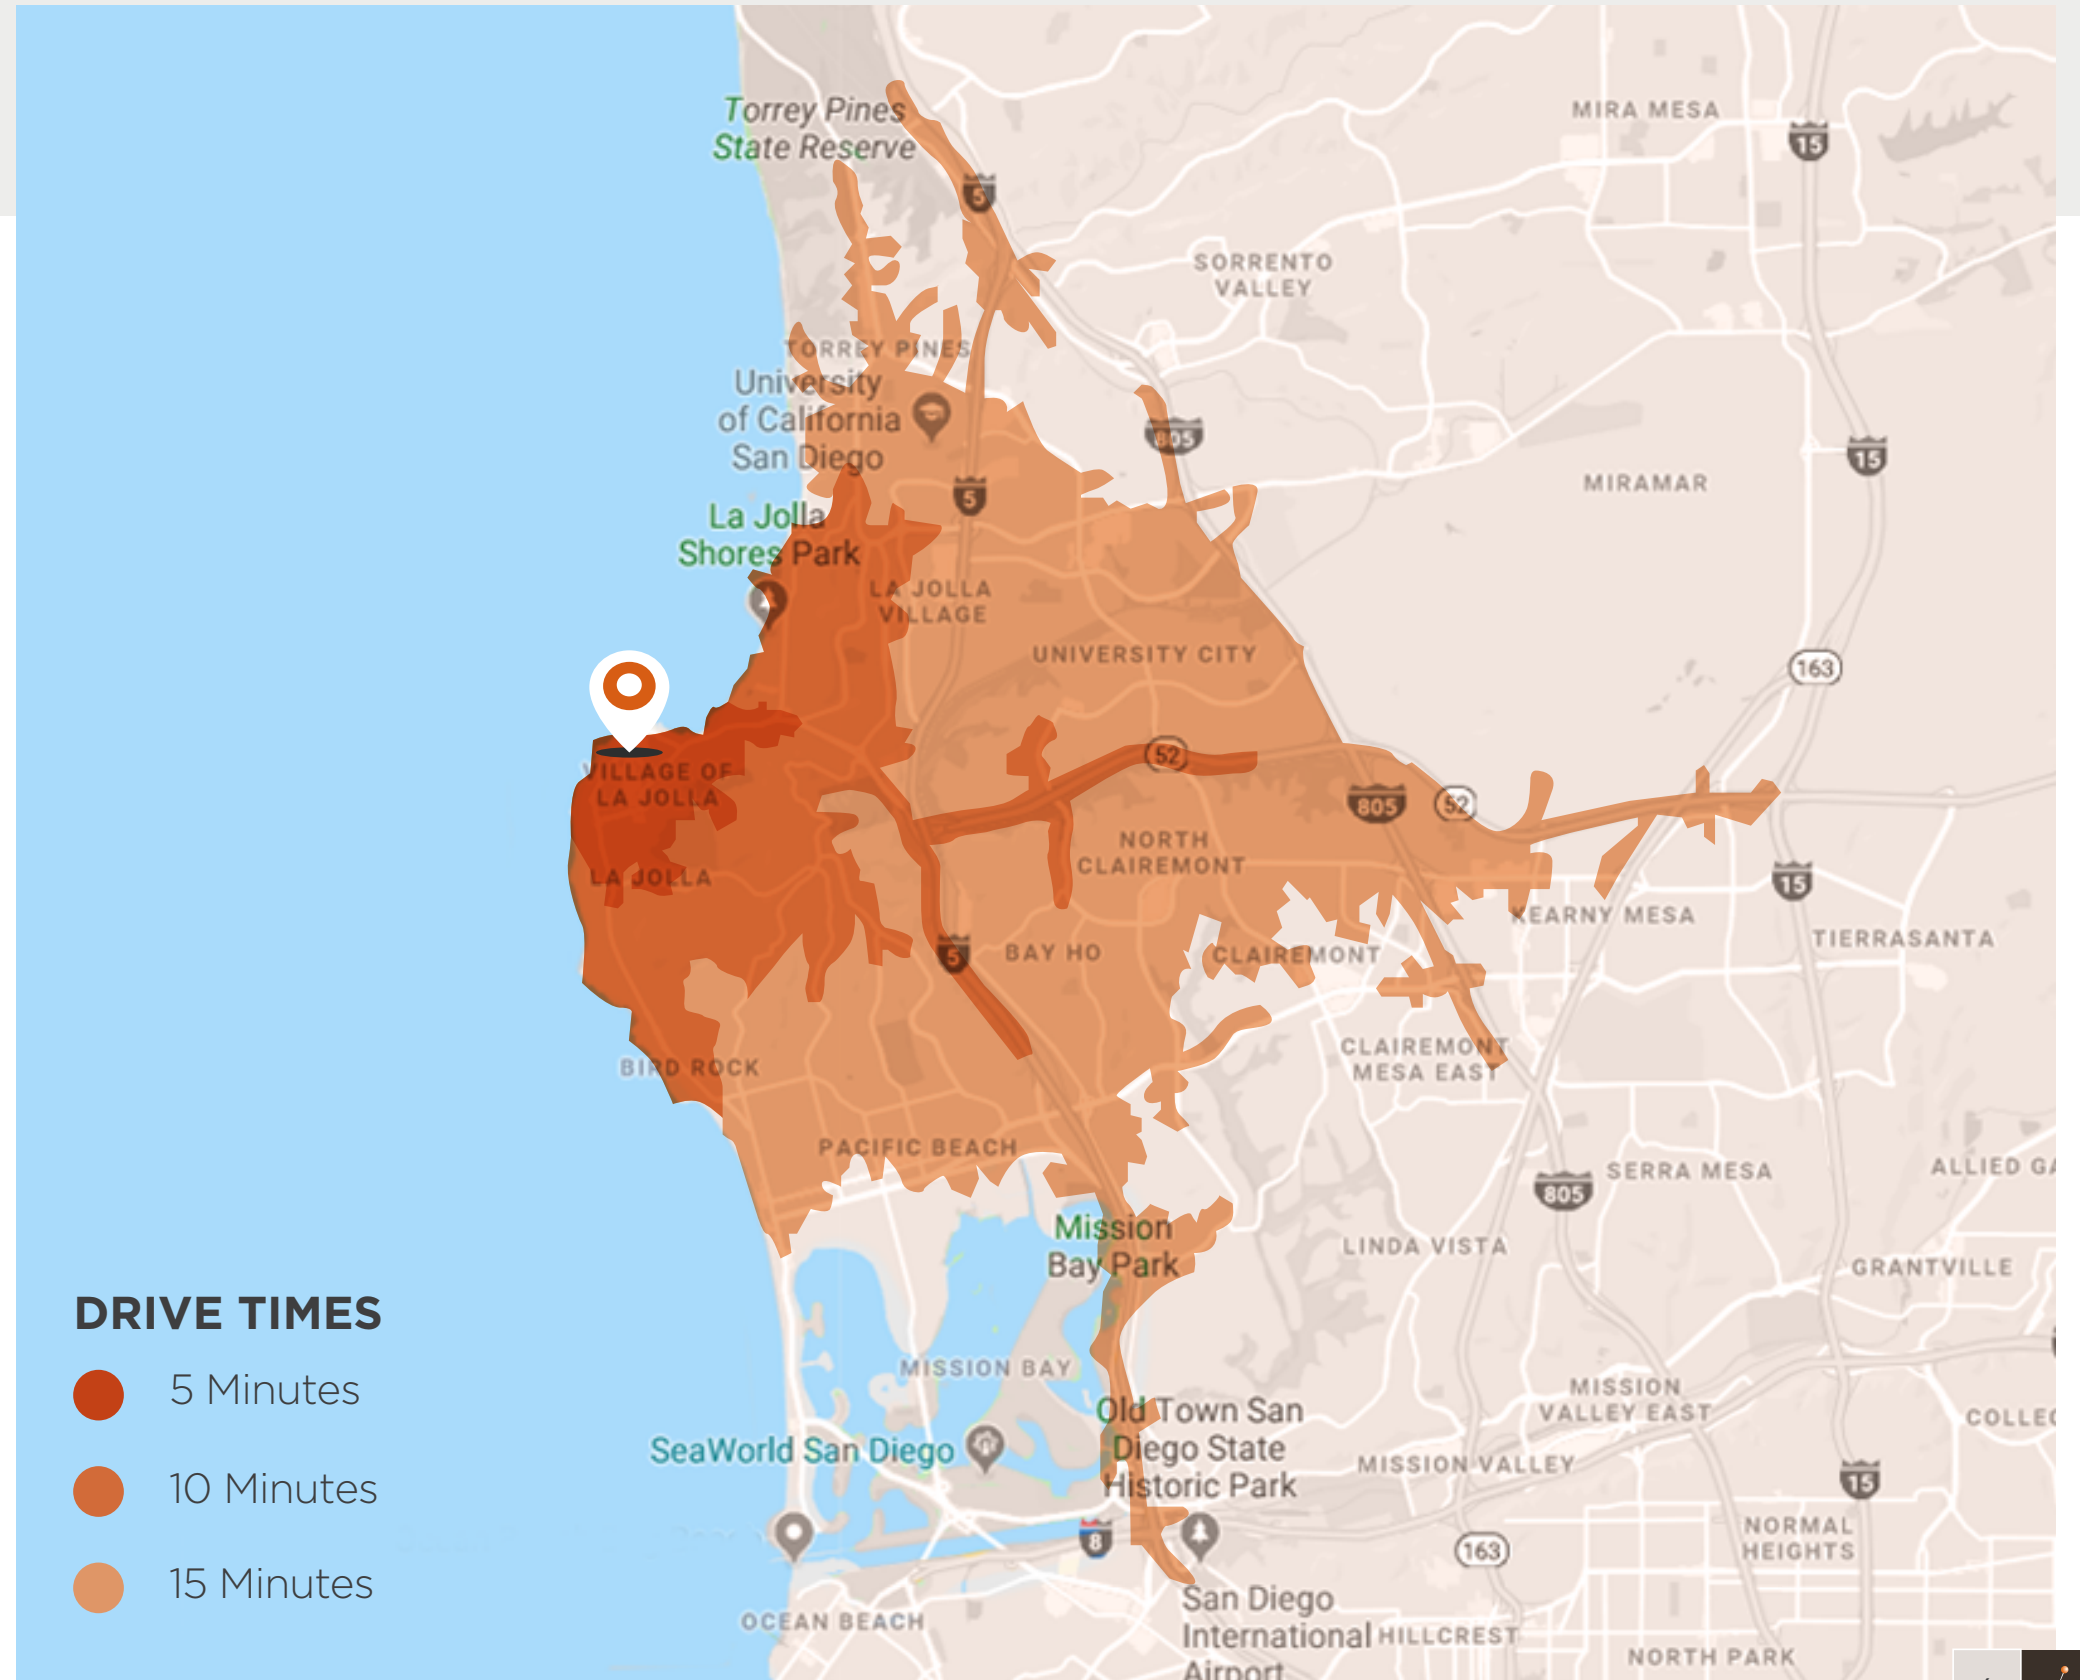 Torrey Pines
State Reserve
MIRA MESA
15
5
SORRENTO
VALLEY
TORREY PINES
University
of California
San Diego
805
15
5
MIRAMAR
La Jolla
Shores Park
LA JOLLA
VILLAGE
UNIVERSITY CITY
163
52
VILLAGE OF
LA JOLLA
805
52
NORTH
CLAIREMONT
LA JOLLA
15
KEARNY MESA
TIERRASANTA
5
BAY HO
CLAIREMONT
CLAIREMONT
MESA EAST
BIRD ROCK
PACIFIC BEACH
SERRA MESA
ALLIED GA
805
Mission
Bay Park
LINDA VISTA
GRANTVILLE
DRIVE TIMES
5 Minutes
10 Minutes
15 Minutes
MISSION BAY
MISSION
VALLEY EAST
Old Town San
Diego State
Historic Park
COLLEG
SeaWorld San Diego
MISSION VALLEY
15
8
163
NORMAL
HEIGHTS
San Diego
International
Airport
OCEAN BEACH
HILLCREST
NORTH PARK